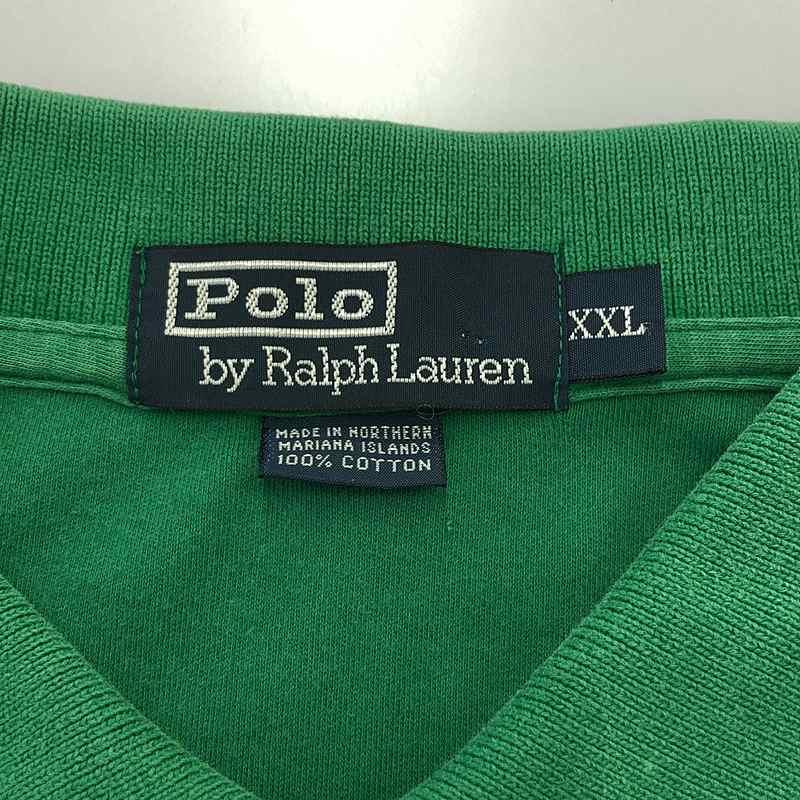 Polo
by Ralph Lauren
XXL
MADE IN NORTHERN
MARIANA ISLANDS
100% COTTON